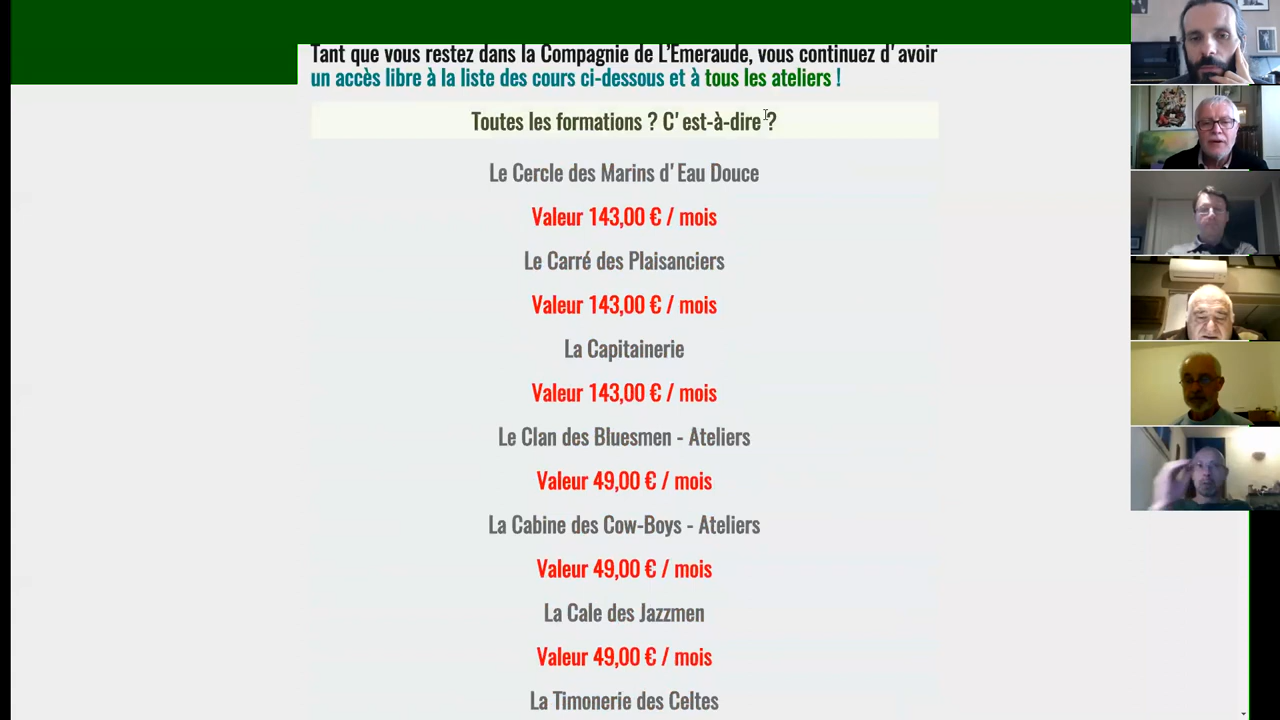 Tant que vous restez dans la Compagnie de L'Emeraude, vous continuez d'avoir
un accès libre à la liste des cours ci-dessous et à tous les ateliers !
Toutes les formations ? C'est-à-dire ?
Le Cercle des Marins d'Eau Douce
Valeur 143,00 € / mois
Le Carré des Plaisanciers
Valeur 143,00 € / mois
La Capitainerie
Valeur 143,00 € / mois
Le Clan des Bluesmen - Ateliers
Valeur 49,00 € / mois
La Cabine des Cow-Boys - Ateliers
Valeur 49,00 € / mois
La Cale des Jazzmen
Valeur 49,00 € / mois
La Timonerie des Celtes